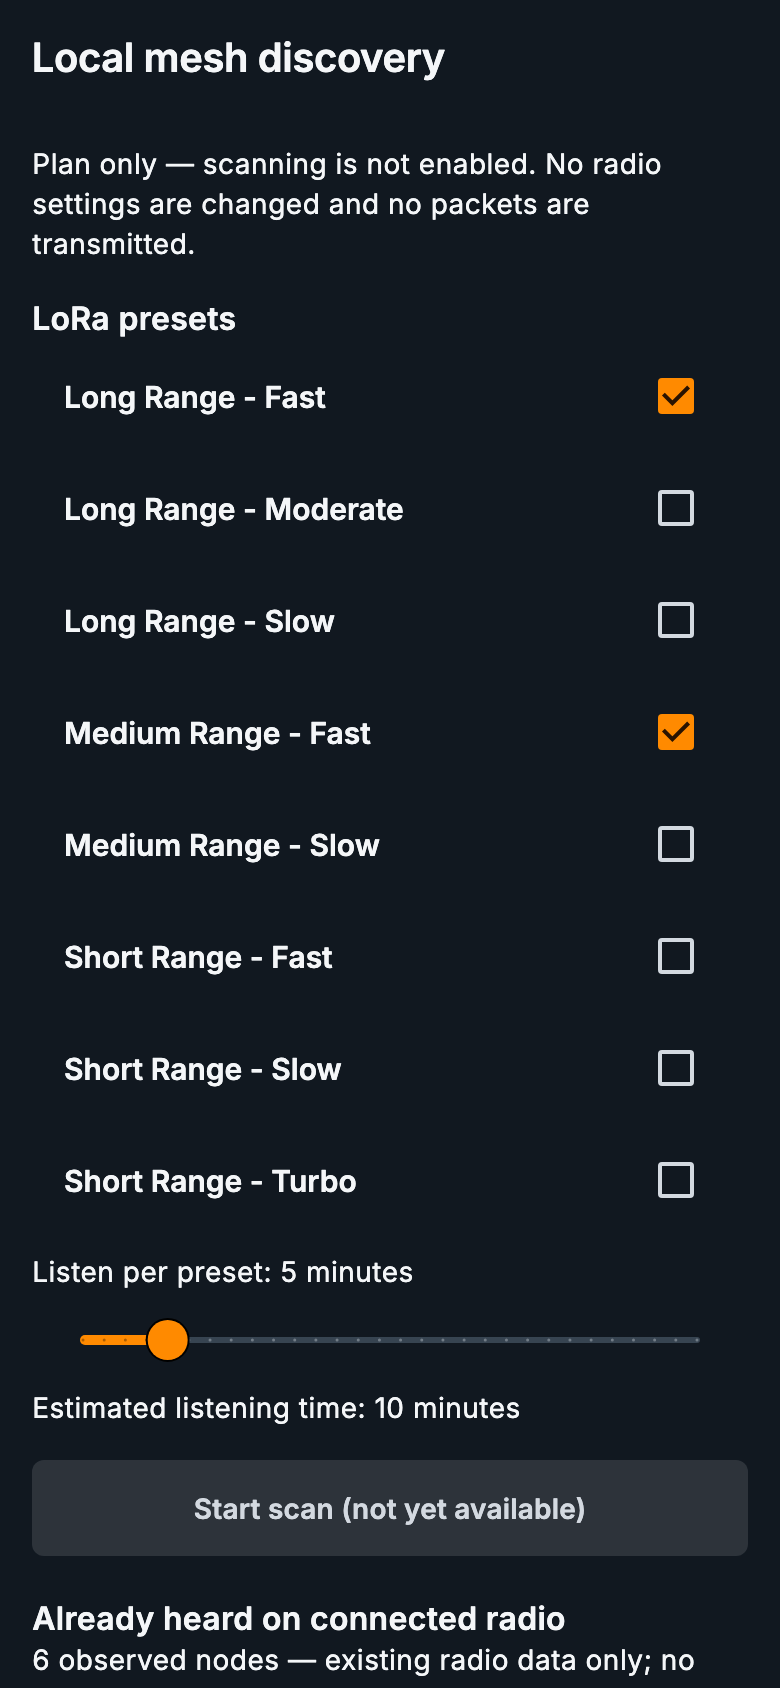 Local mesh discovery
Plan only — scanning is not enabled. No radio
settings are changed and no packets are
transmitted.
LoRa presets
Long Range - Fast
Long Range - Moderate
Long Range - Slow
Medium Range - Fast
Medium Range - Slow
Short Range - Fast
Short Range - Slow
Short Range - Turbo
Listen per preset: 5 minutes
Estimated listening time: 10 minutes
Start scan (not yet available)
Already heard on connected radio
6 observed nodes — existing radio data only; no